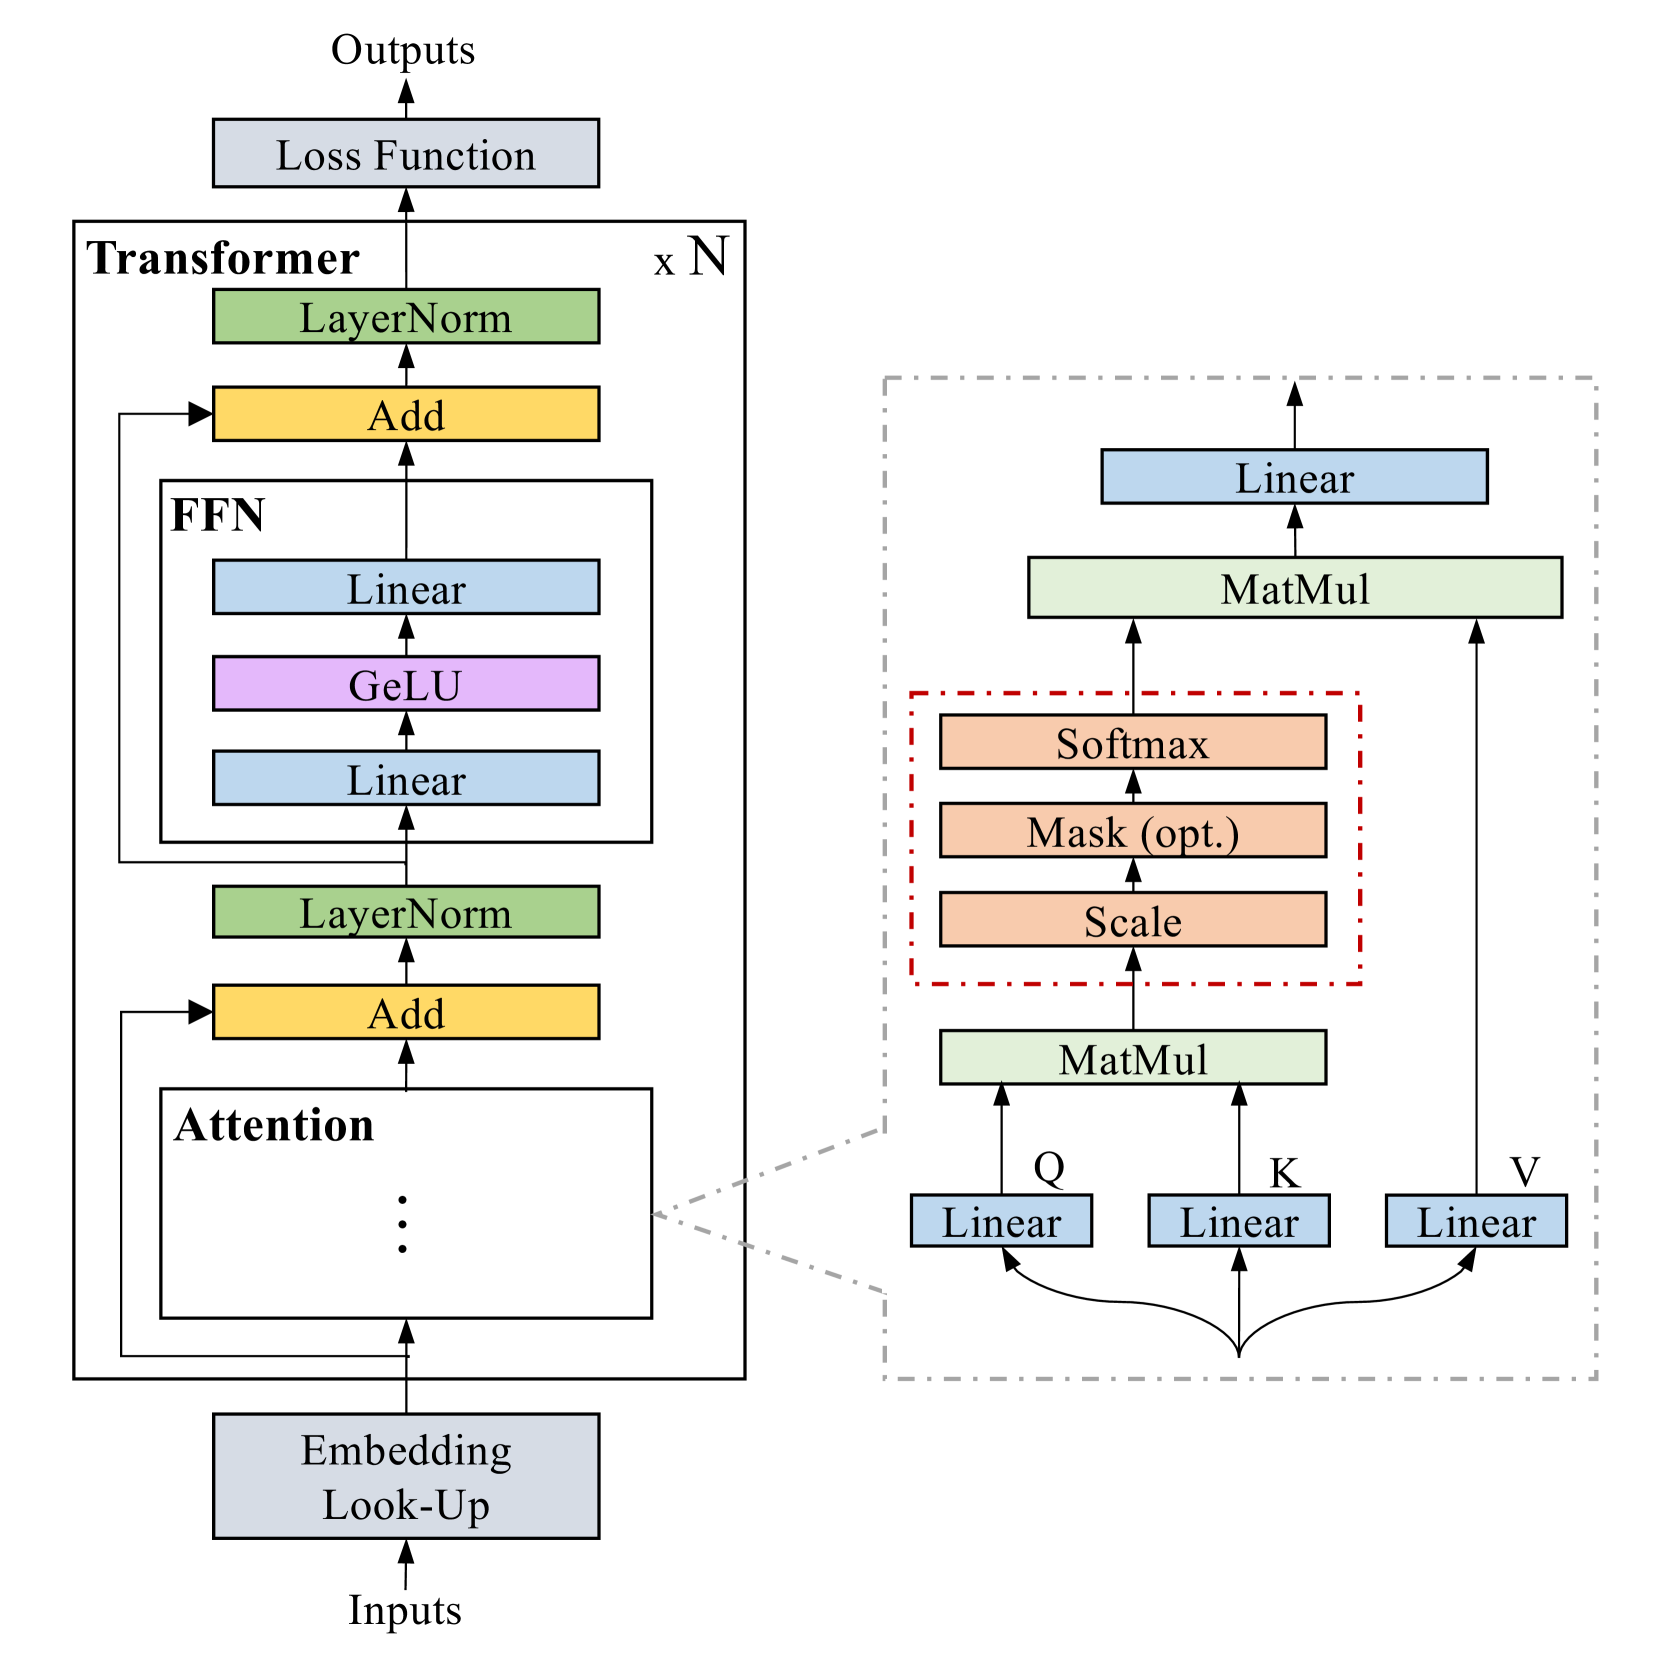 Outputs
Loss Function
Transformer
x N
LayerNorm
Add
FFN
Linear
GeLU
Linear
LayerNorm
Add
Attention
Embedding
Look-Up
Inputs
Linear
MatMul
Softmax
Mask (opt.)
Scale
MatMul
Q
K
V
Linear
Linear
Linear